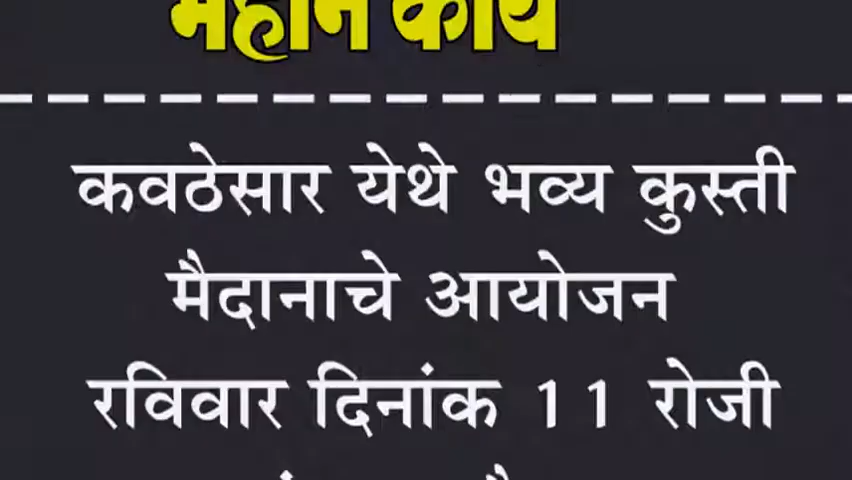 महान कार्य
कवठेसार येथे भव्य कुस्ती
मैदानाचे आयोजन
रविवार दिनांक 11 रोजी